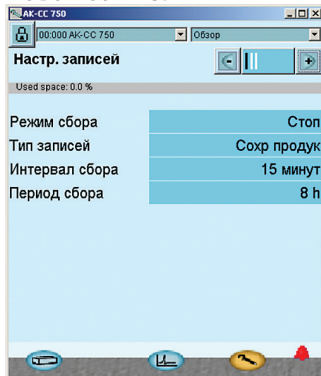 AK-CC 750
00:000 AK-CC 750 Обзор
Настр. записей
Used space: 0.0 %
Режим сбора Стоп
Тип записей Сохр продук
Интервал сбора 15 минут
Период сбора 8 h